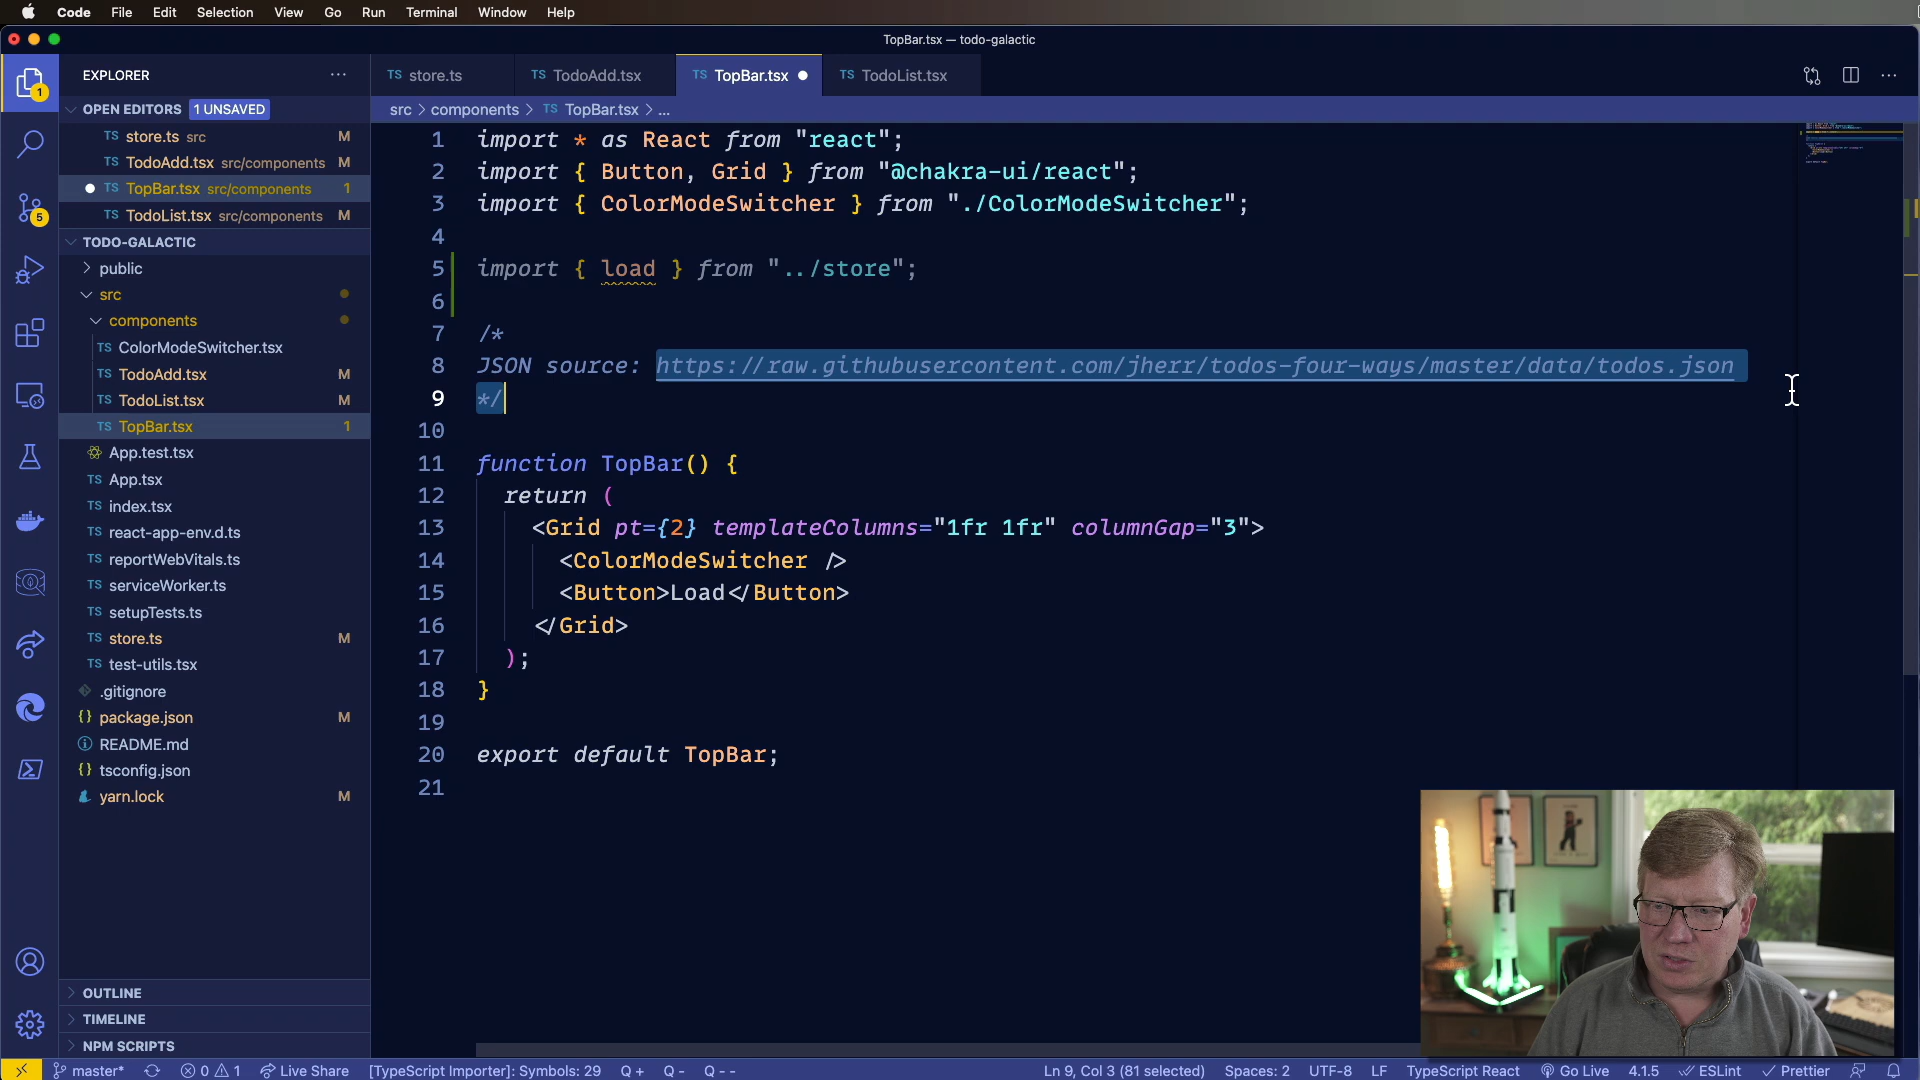 Code File Edit Selection View Go Run Terminal Window Help
TopBar.tsx — todo-galactic
EXPLORER
OPEN EDITORS 1 UNSAVED
TS store.ts src M
TS TodoAdd.tsx src/components M
TS TopBar.tsx src/components 1
TS TodoList.tsx src/components M
TODO-GALACTIC
public
src
components
TS ColorModeSwitcher.tsx
TS TodoAdd.tsx M
TS TodoList.tsx M
TS TopBar.tsx 1
App.test.tsx
TS App.tsx
TS index.tsx
TS react-app-env.d.ts
TS reportWebVitals.ts
TS serviceWorker.ts
TS setupTests.ts
TS store.ts M
TS test-utils.tsx
.gitignore
{} package.json M
README.md
{} tsconfig.json
yarn.lock M
OUTLINE
TIMELINE
NPM SCRIPTS
1
5
TS store.ts TS TodoAdd.tsx TS TopBar.tsx TS TodoList.tsx
src > components > TS TopBar.tsx > ...
1 import * as React from "react";
2 import { Button, Grid } from "@chakra-ui/react";
3 import { ColorModeSwitcher } from "./ColorModeSwitcher";
4
5 import { load } from "../store";
6
7 /*
8 JSON source: https://raw.githubusercontent.com/jherr/todos-four-ways/master/data/todos.json
9 */
10
11 function TopBar() {
12 return (
13 <Grid pt={2} templateColumns="1fr 1fr" columnGap="3">
14 <ColorModeSwitcher />
15 <Button>Load</Button>
16 </Grid>
17 );
18 }
19
20 export default TopBar;
21
master* 0 1 Live Share [TypeScript Importer]: Symbols: 29 Q + Q - Q - - Ln 9, Col 3 (81 selected) Spaces: 2 UTF-8 LF TypeScript React Go Live 4.1.5 ESLint Prettier